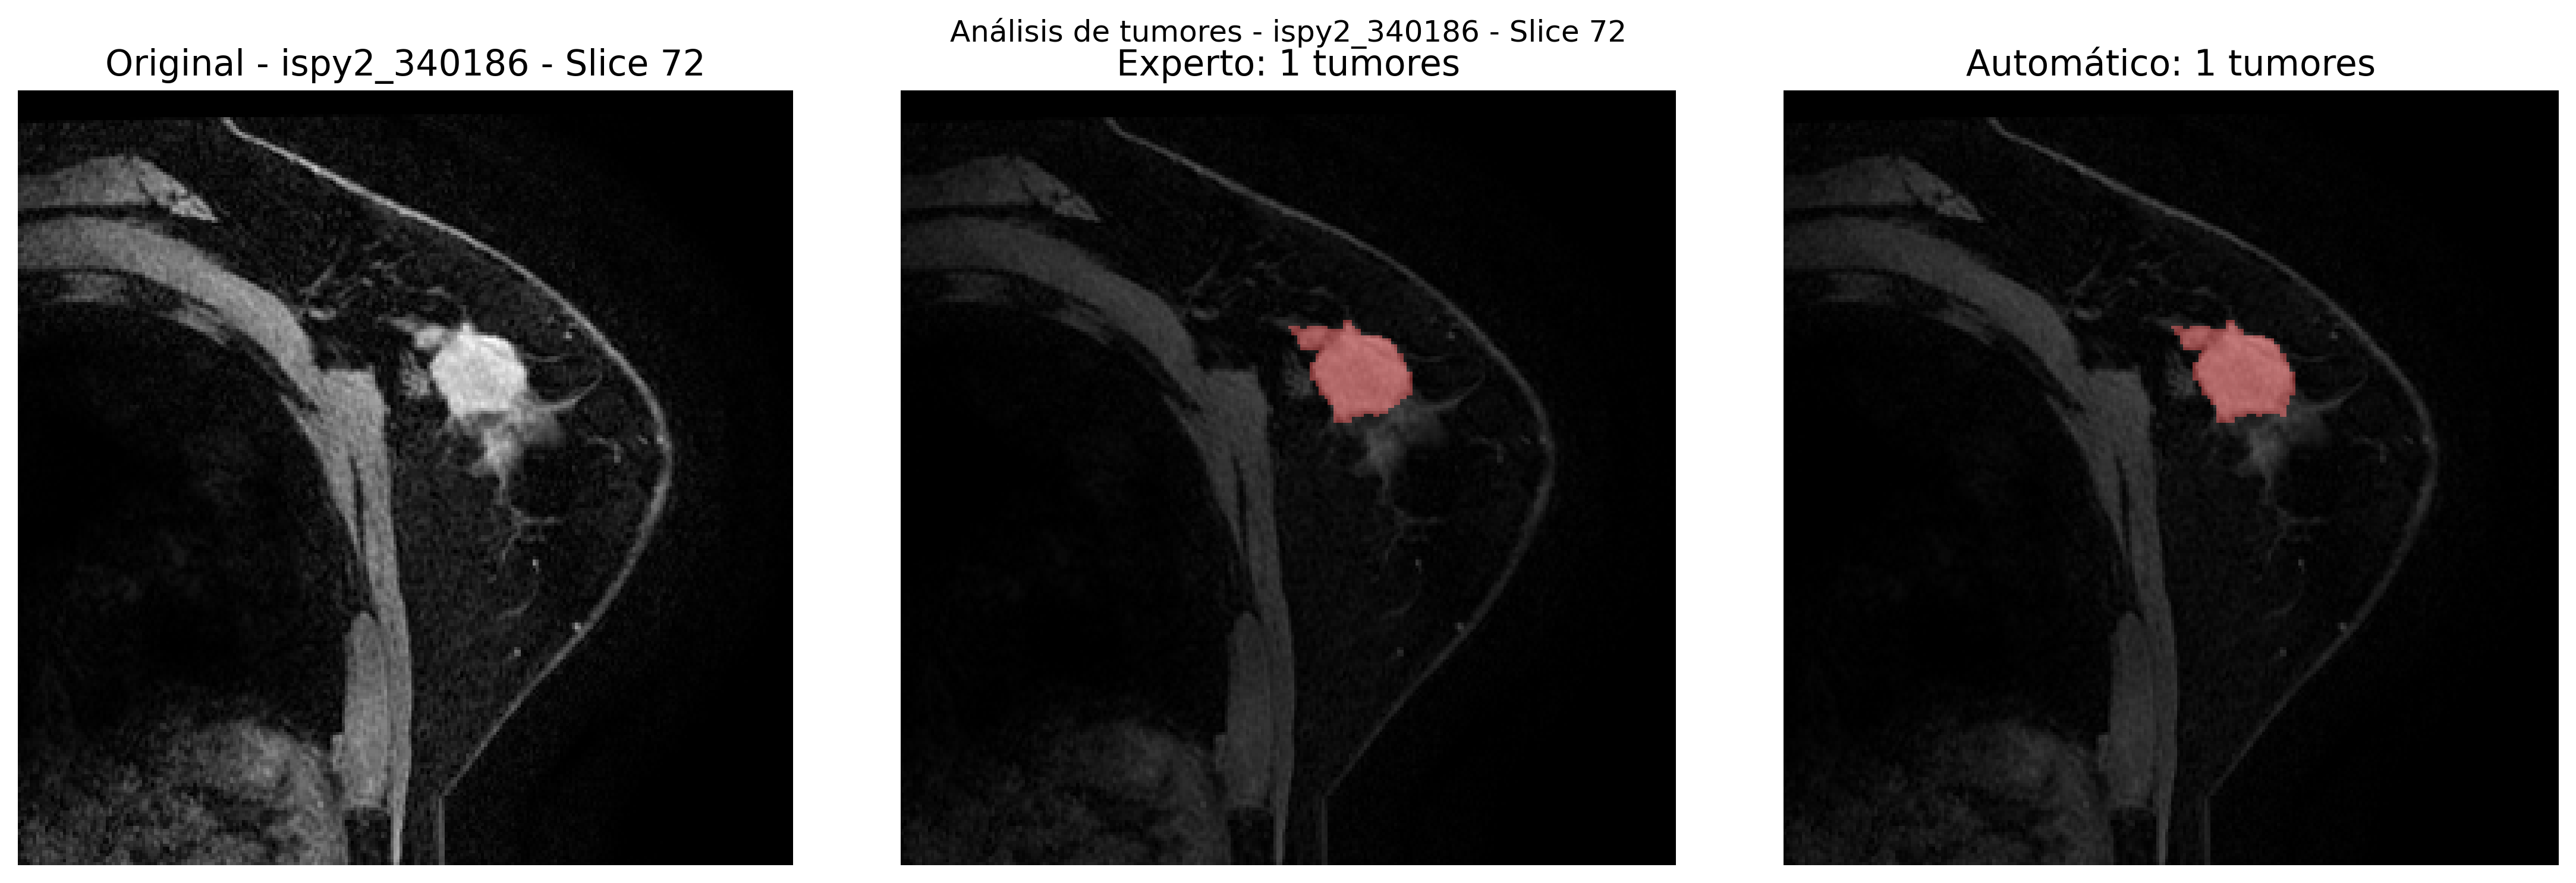 Análisis de tumores - ispy2_340186 - Slice 72
Original - ispy2_340186 - Slice 72
Experto: 1 tumores
Automático: 1 tumores